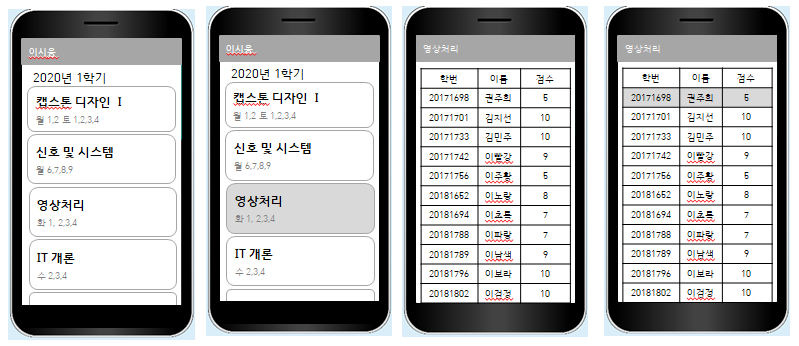 이시윤
2020년 1학기
캡스톤 디자인 Ⅰ
월 1,2 토 1,2,3,4
신호 및 시스템
월 6,7,8,9
영상처리
화 1, 2,3,4
IT 개론
수 2,3,4
이시윤
2020년 1학기
캡스톤 디자인 Ⅰ
월 1,2 토 1,2,3,4
신호 및 시스템
월 6,7,8,9
영상처리
화 1, 2,3,4
IT 개론
수 2,3,4
영상처리
학번 이름 점수
20171698 권주희 5
20171701 김지선 10
20171733 김민주 10
20171742 이빨강 9
20171756 이주황 5
20181652 이노랑 8
20181694 이초록 7
20181788 이파랑 7
20181789 이남색 9
20181796 이보라 10
20181802 이검정 10
영상처리
학번 이름 점수
20171698 권주희 5
20171701 김지선 10
20171733 김민주 10
20171742 이빨강 9
20171756 이주황 5
20181652 이노랑 8
20181694 이초록 7
20181788 이파랑 7
20181789 이남색 9
20181796 이보라 10
20181802 이검정 10